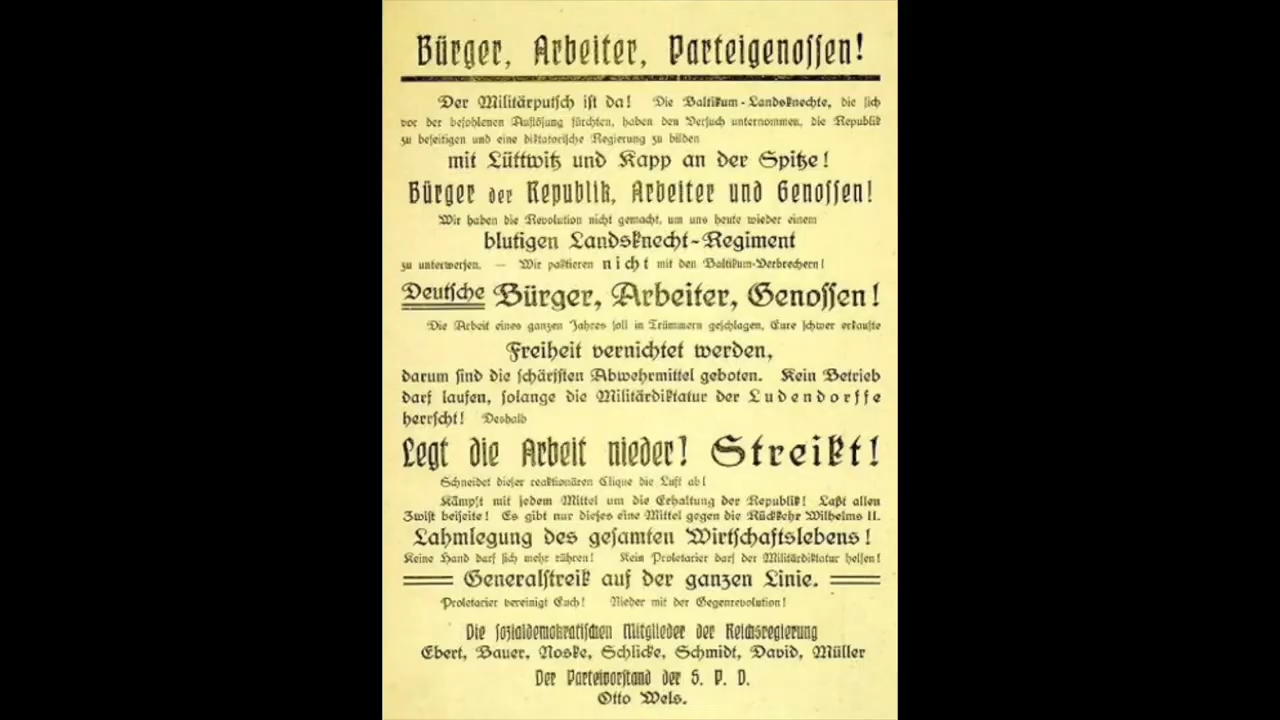 Bürger, Arbeiter, Parteigenossen!
Der Militärputsch ist da! Die Baltikum-Landsknechte, die sich
vor der befohlenen Auflösung fürchten, haben den Versuch unternommen, die Republik
zu beseitigen und eine diktatorische Regierung zu bilden
mit Lüttwitz und Kapp an der Spitze!
Bürger der Republik, Arbeiter und Genossen!
Wir haben die Revolution nicht gemacht, um uns heute wieder einem
blutigen Landsknecht-Regiment
zu unterwerfen. — Wir paktieren nicht mit den Baltikum-Verbrechern!
Deutsche Bürger, Arbeiter, Genossen!
Die Arbeit eines ganzen Jahres soll in Trümmern geschlagen, Eure schwer erkaufte
Freiheit vernichtet werden,
darum sind die schärfsten Abwehrmittel geboten. Kein Betrieb
darf laufen, solange die Militärdiktatur der Ludendorffe
herrscht! Deshalb
Legt die Arbeit nieder! Streikt!
Schneidet dieser reaktionären Clique die Luft ab!
Kämpft mit jedem Mittel um die Erhaltung der Republik! Laßt allen
Zwist beiseite! Es gibt nur dieses eine Mittel gegen die Rückkehr Wilhelms II.
Lahmlegung des gesamten Wirtschaftslebens!
Keine Hand darf sich mehr rühren! Kein Proletarier darf der Militärdiktatur helfen!
Generalstreik auf der ganzen Linie.
Proletarier vereinigt Euch! Nieder mit der Gegenrevolution!
Die sozialdemokratischen Mitglieder der Reichsregierung
Ebert, Bauer, Noske, Schlicke, Schmidt, David, Müller
Der Parteivorstand der S. P. D.
Otto Wels.